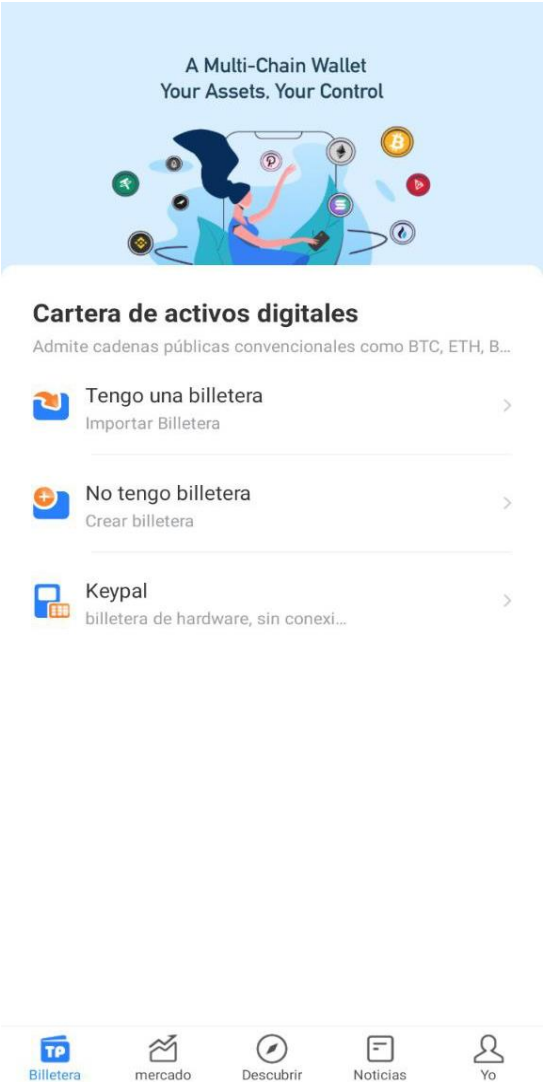 A Multi-Chain Wallet
Your Assets, Your Control
Cartera de activos digitales
Admite cadenas públicas convencionales como BTC, ETH, B...
Tengo una billetera
Importar Billetera
No tengo billetera
Crear billetera
Keypal
billetera de hardware, sin conexi...
TP
Billetera mercado Descubrir Noticias Yo